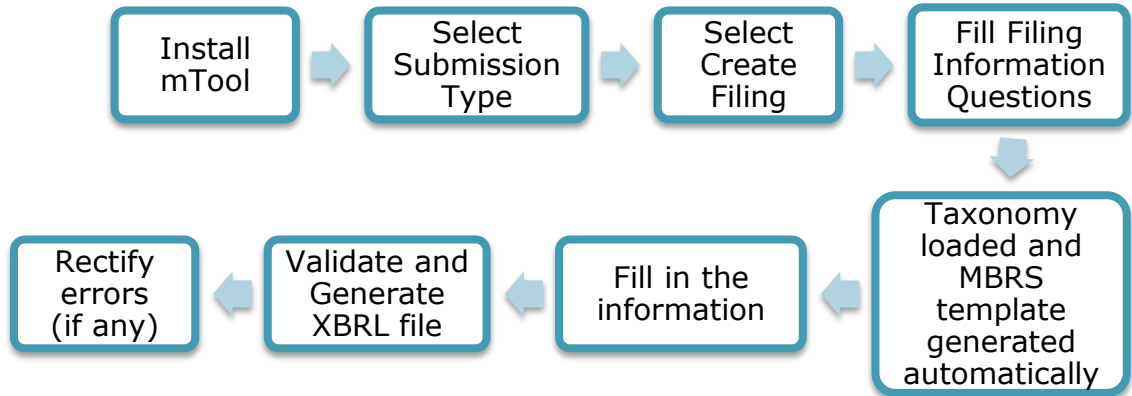 Install
mTool
Select
Submission
Type
Select
Create
Filing
Fill Filing
Information
Questions
Taxonomy
loaded and
MBRS
template
generated
automatically
Fill in the
information
Validate and
Generate
XBRL file
Rectify
errors
(if any)